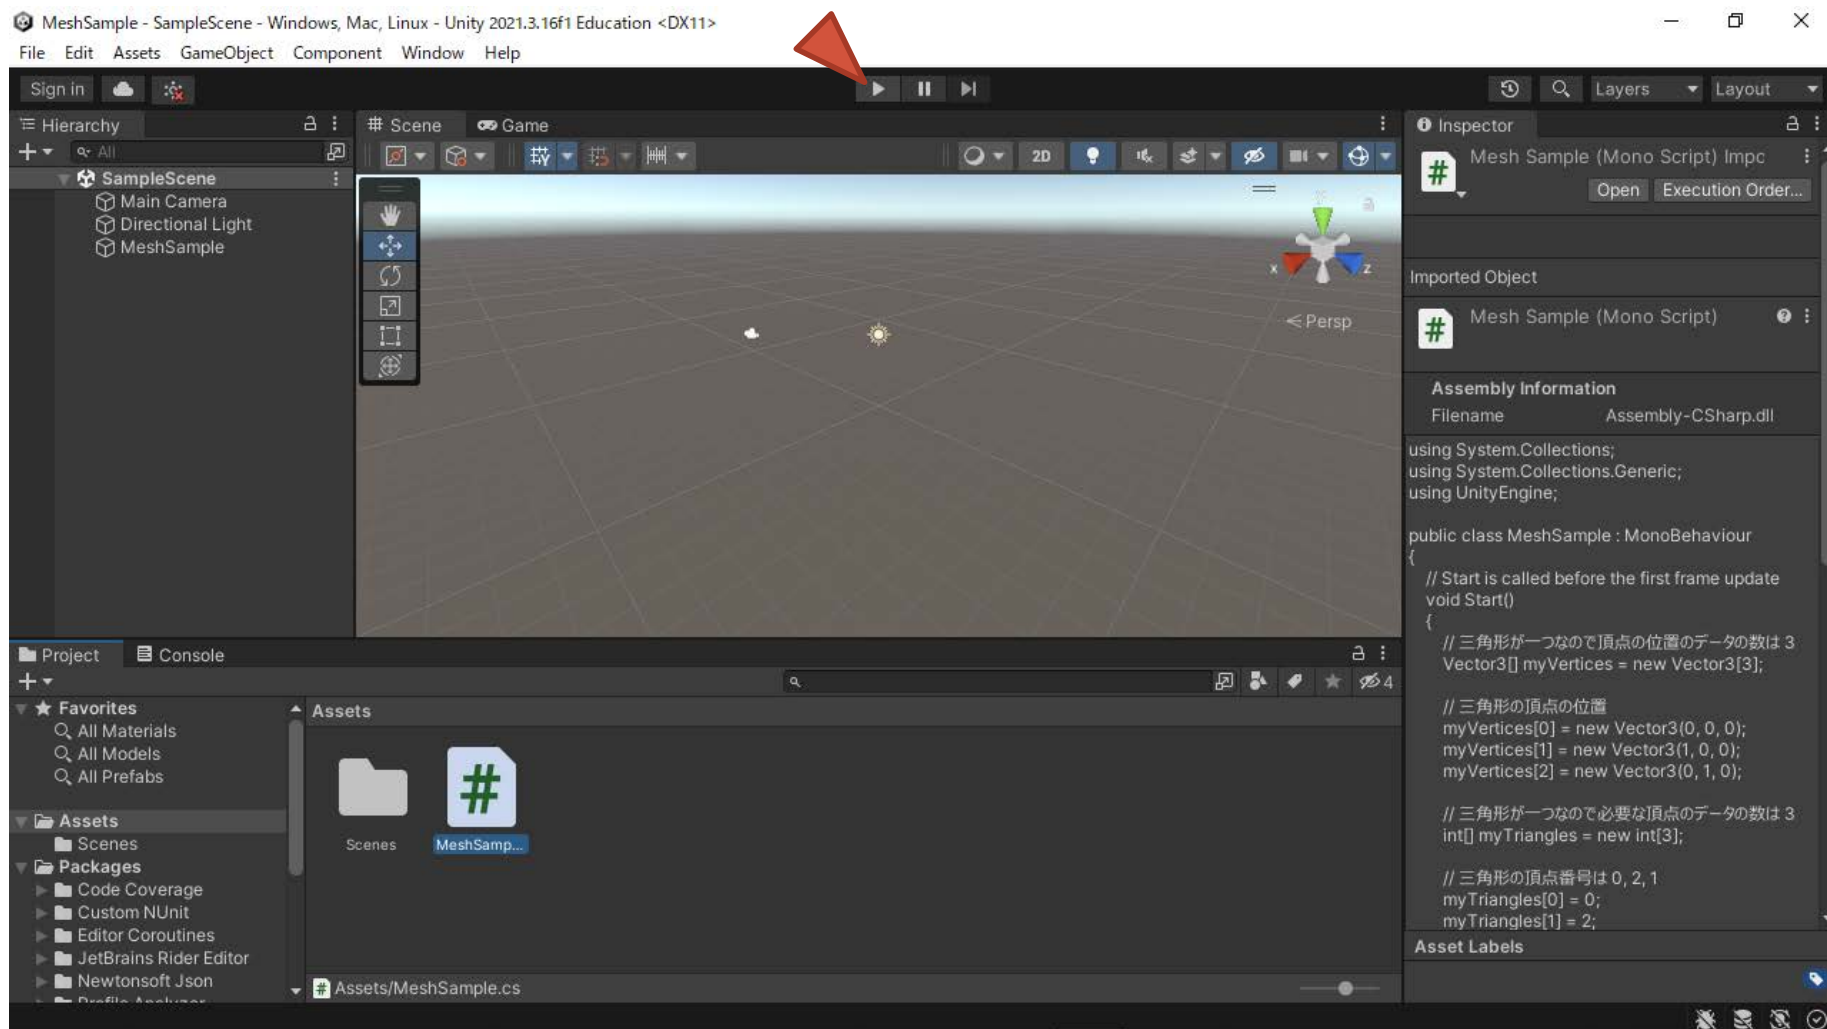 MeshSample - SampleScene - Windows, Mac, Linux - Unity 2021.3.16f1 Education <DX11>
File Edit Assets GameObject Component Window Help
Sign in
Layers
Layout
Hierarchy
All
SampleScene
Main Camera
Directional Light
MeshSample
Scene
Game
2D
x
z
Persp
Inspector
Mesh Sample (Mono Script) Impc
Open
Execution Order...
Imported Object
Mesh Sample (Mono Script)
Assembly Information
Filename Assembly-CSharp.dll
using System.Collections;
using System.Collections.Generic;
using UnityEngine;
public class MeshSample : MonoBehaviour
{
// Start is called before the first frame update
void Start()
{
// 三角形が一つなので頂点の位置のデータの数は 3
Vector3[] myVertices = new Vector3[3];
// 三角形の頂点の位置
myVertices[0] = new Vector3(0, 0, 0);
myVertices[1] = new Vector3(1, 0, 0);
myVertices[2] = new Vector3(0, 1, 0);
// 三角形が一つなので必要な頂点のデータの数は 3
int[] myTriangles = new int[3];
// 三角形の頂点番号は 0, 2, 1
myTriangles[0] = 0;
myTriangles[1] = 2;
Asset Labels
Project
Console
4
Favorites
All Materials
All Models
All Prefabs
Assets
Scenes
Packages
Code Coverage
Custom NUnit
Editor Coroutines
JetBrains Rider Editor
Newtonsoft Json
Assets
Scenes
MeshSamp...
Assets/MeshSample.cs